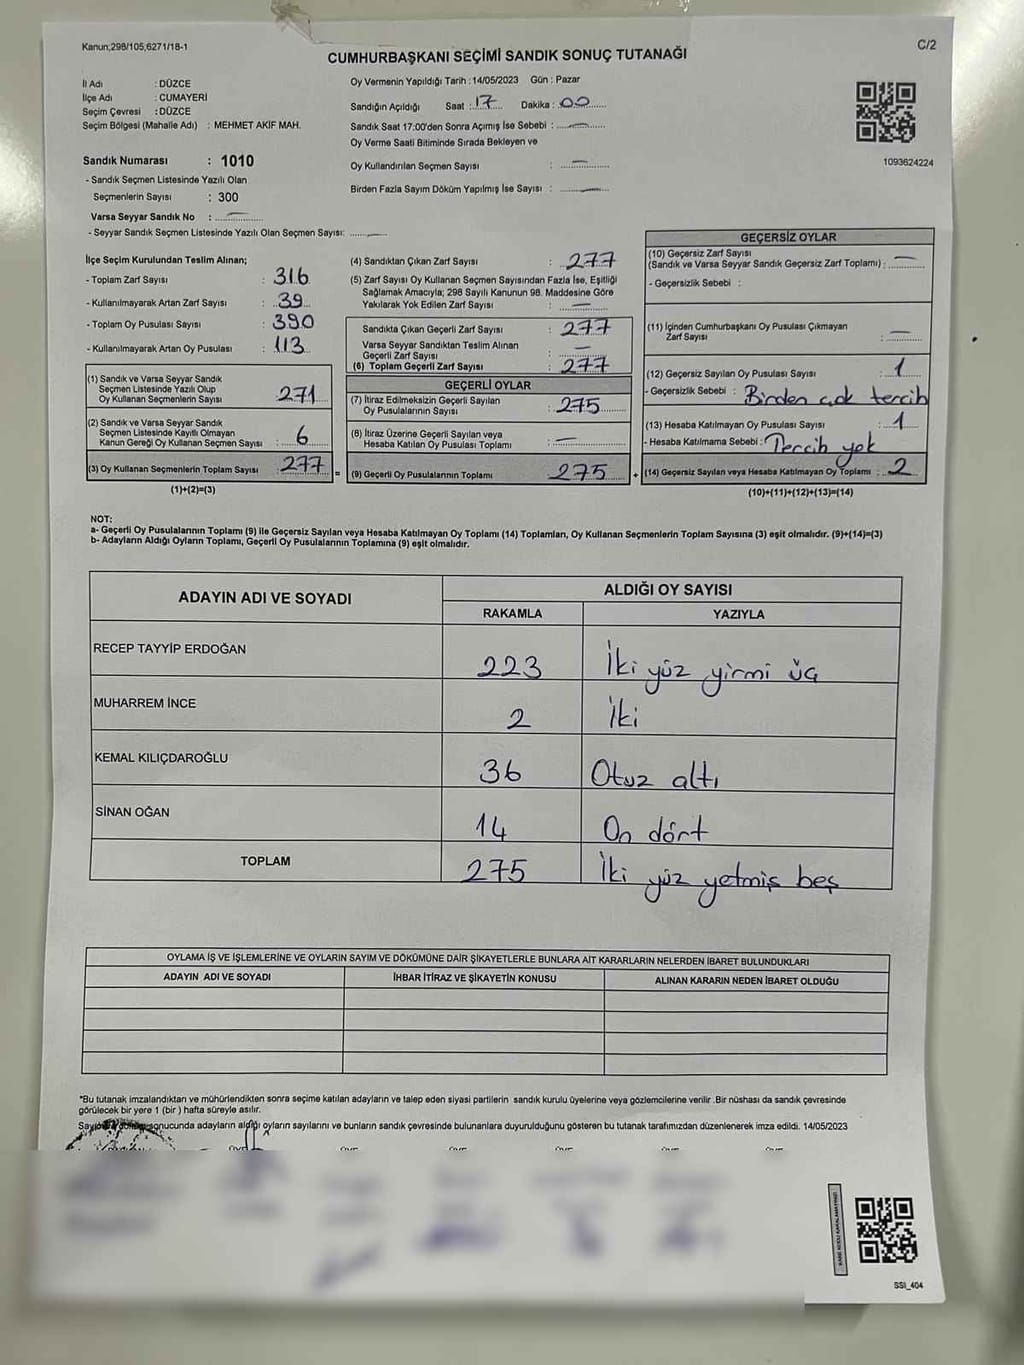 Kanun;298/105,6271/18-1
C/2
CUMHURBAŞKANI SEÇİMİ SANDIK SONUÇ TUTANAĞI
İl Adı : DÜZCE
İlçe Adı : CUMAYERİ
Seçim Çevresi : DÜZCE
Seçim Bölgesi (Mahalle Adı) : MEHMET AKİF MAH.
Sandık Numarası : 1010
- Sandık Seçmen Listesinde Yazılı Olan
Seçmenlerin Sayısı : 300
Varsa Seyyar Sandık No : —
- Seyyar Sandık Seçmen Listesinde Yazılı Olan Seçmen Sayısı: —
Oy Vermenin Yapıldığı Tarih : 14/05/2023 Gün : Pazar
Sandığın Açıldığı Saat : 17 Dakika : 00
Sandık Saat 17:00'den Sonra Açımış İse Sebebi : —
Oy Verme Saati Bitiminde Sırada Bekleyen ve
Oy Kullandırılan Seçmen Sayısı : —
Birden Fazla Sayım Döküm Yapılmış İse Sayısı : —
1093624224
İlçe Seçim Kurulundan Teslim Alınan;
- Toplam Zarf Sayısı : 316
- Kullanılmayarak Artan Zarf Sayısı : 39
- Toplam Oy Pusulası Sayısı : 390
- Kullanılmayarak Artan Oy Pusulası : 113
(1) Sandık ve Varsa Seyyar Sandık
Seçmen Listesinde Yazılı Olup
Oy Kullanan Seçmenlerin Sayısı : 271
(2) Sandık ve Varsa Seyyar Sandık
Seçmen Listesinde Kayıtlı Olmayan
Kanun Gereği Oy Kullanan Seçmen Sayısı : 6
(3) Oy Kullanan Seçmenlerin Toplam Sayısı : 277 =
(1)+(2)=(3)
(4) Sandıktan Çıkan Zarf Sayısı : 277
(5) Zarf Sayısı Oy Kullanan Seçmen Sayısından Fazla İse, Eşitliği
Sağlamak Amacıyla; 298 Sayılı Kanunun 98. Maddesine Göre
Yakılarak Yok Edilen Zarf Sayısı : —
Sandıkta Çıkan Geçerli Zarf Sayısı : 277
Varsa Seyyar Sandıktan Teslim Alınan
Geçerli Zarf Sayısı : —
(6) Toplam Geçerli Zarf Sayısı : 277
GEÇERLİ OYLAR
(7) İtiraz Edilmeksizin Geçerli Sayılan
Oy Pusulalarının Sayısı : 275
(8) İtiraz Üzerine Geçerli Sayılan veya
Hesaba Katılan Oy Pusulası Toplamı : —
(9) Geçerli Oy Pusulalarının Toplamı : 275 +
GEÇERSİZ OYLAR
(10) Geçersiz Zarf Sayısı
(Sandık ve Varsa Seyyar Sandık Geçersiz Zarf Toplamı) : —
- Geçersizlik Sebebi :
(11) İçinden Cumhurbaşkanı Oy Pusulası Çıkmayan
Zarf Sayısı : —
(12) Geçersiz Sayılan Oy Pusulası Sayısı : 1
- Geçersizlik Sebebi : Birden çok tercih
(13) Hesaba Katılmayan Oy Pusulası Sayısı : 1
- Hesaba Katılmama Sebebi : Tercih yok
(14) Geçersiz Sayılan veya Hesaba Katılmayan Oy Toplamı : 2
(10)+(11)+(12)+(13)=(14)
NOT:
a- Geçerli Oy Pusulalarının Toplamı (9) ile Geçersiz Sayılan veya Hesaba Katılmayan Oy Toplamı (14) Toplamları, Oy Kullanan Seçmenlerin Toplam Sayısına (3) eşit olmalıdır. (9)+(14)=(3)
b- Adayların Aldığı Oyların Toplamı, Geçerli Oy Pusulalarının Toplamına (9) eşit olmalıdır.
ADAYIN ADI VE SOYADI
ALDIĞI OY SAYISI
RAKAMLA YAZIYLA
RECEP TAYYİP ERDOĞAN 223 İki yüz yirmi üç
MUHARREM İNCE 2 İki
KEMAL KILIÇDAROĞLU 36 Otuz altı
SİNAN OĞAN 14 On dört
TOPLAM 275 İki yüz yetmiş beş
OYLAMA İŞ VE İŞLEMLERİNE VE OYLARIN SAYIM VE DÖKÜMÜNE DAİR ŞİKAYETLERLE BUNLARA AİT KARARLARIN NELERDEN İBARET BULUNDUKLARI
ADAYIN ADI VE SOYADI İHBAR İTİRAZ VE ŞİKAYETİN KONUSU ALINAN KARARIN NEDEN İBARET OLDUĞU
*Bu tutanak imzalandıktan ve mühürlendikten sonra seçime katılan adayların ve talep eden siyasi partilerin sandık kurulu üyelerine veya gözlemcilerine verilir .Bir nüshası da sandık çevresinde
görülecek bir yere 1 (bir ) hafta süreyle asılır.
sonucunda adayların aldığı oyların sayılarını ve bunların sandık çevresinde bulunanlara duyurulduğunu gösteren bu tutanak tarafımızdan düzenlenerek imza edildi. 14/05/2023
SSI_404